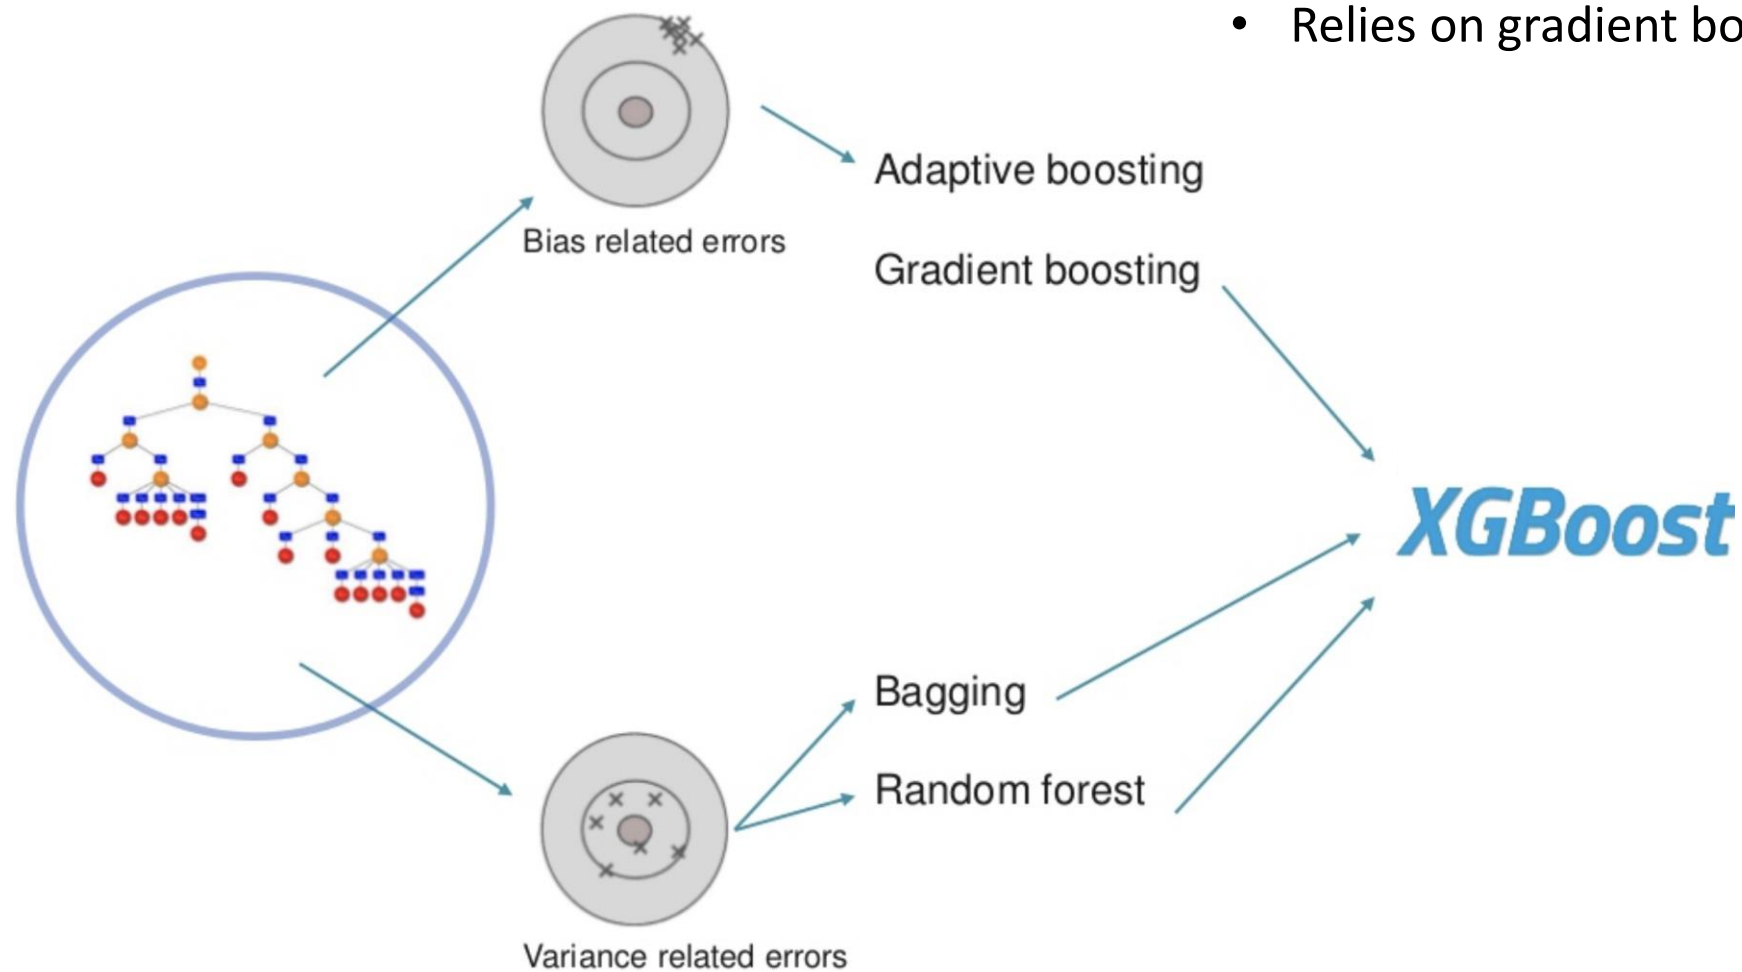 • Relies on gradient bo
Adaptive boosting
Bias related errors
Gradient boosting
XGBoost
Bagging
Random forest
Variance related errors